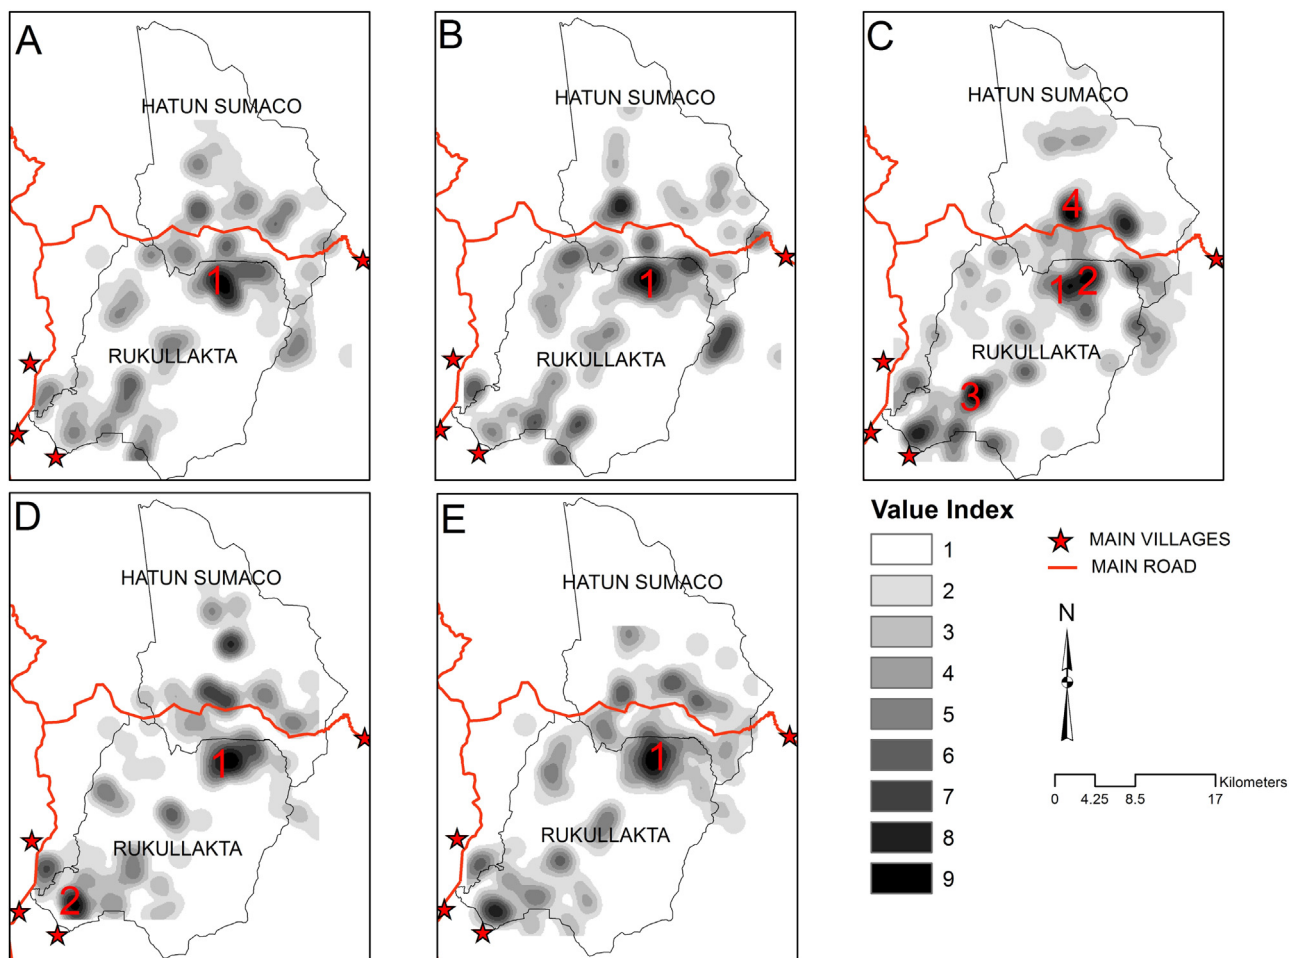 A
HATUN SUMACO
1
RUKULLAKTA
B
HATUN SUMACO
1
RUKULLAKTA
C
HATUN SUMACO
4
1 2
RUKULLAKTA
3
D
HATUN SUMACO
1
RUKULLAKTA
2
E
HATUN SUMACO
1
RUKULLAKTA
Value Index
1
2
3
4
5
6
7
8
9
MAIN VILLAGES
MAIN ROAD
N
Kilometers
0 4.25 8.5 17